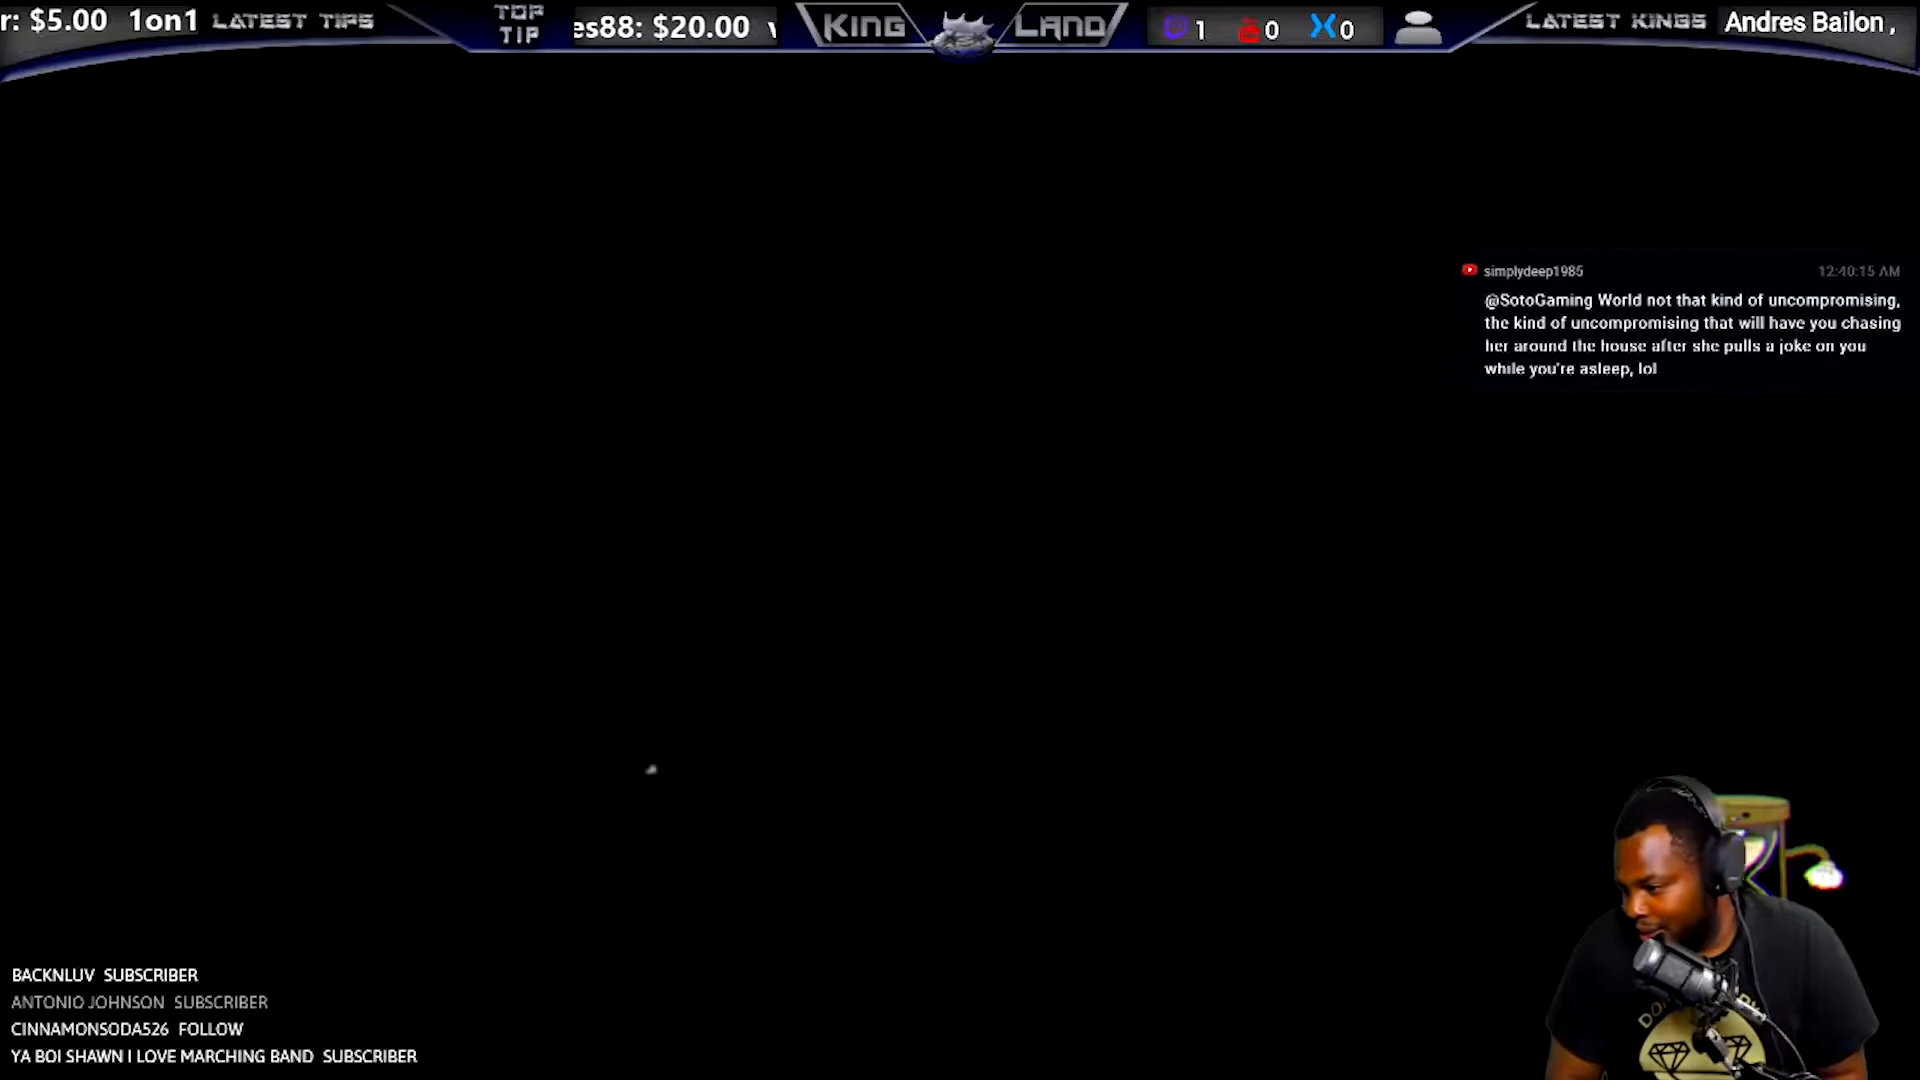 r: $5.00 1on1 LATEST TIPS
TOP TIP
es88: $20.00
KING LAND
1 0 0
LATEST KINGS Andres Bailon ,
simplydeep1985 12:40:15 AM
@SotoGaming World not that kind of uncompromising,
the kind of uncompromising that will have you chasing
her around the house after she pulls a joke on you
while you're asleep, lol
BACKNLUV SUBSCRIBER
ANTONIO JOHNSON SUBSCRIBER
CINNAMONSODA526 FOLLOW
YA BOI SHAWN I LOVE MARCHING BAND SUBSCRIBER